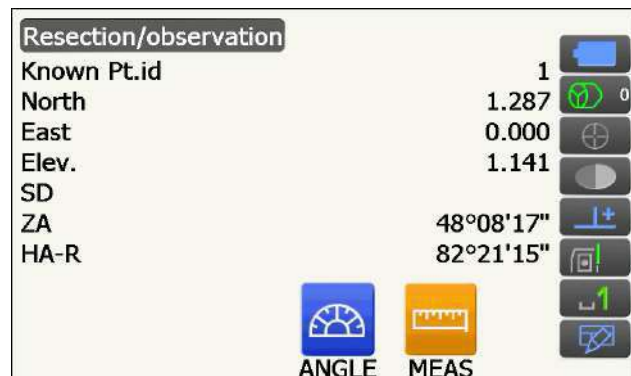 Resection/observation
Known Pt.id 1
North 1.287
East 0.000
Elev. 1.141
SD
ZA 48°08'17"
HA-R 82°21'15"
ANGLE MEAS
0
1